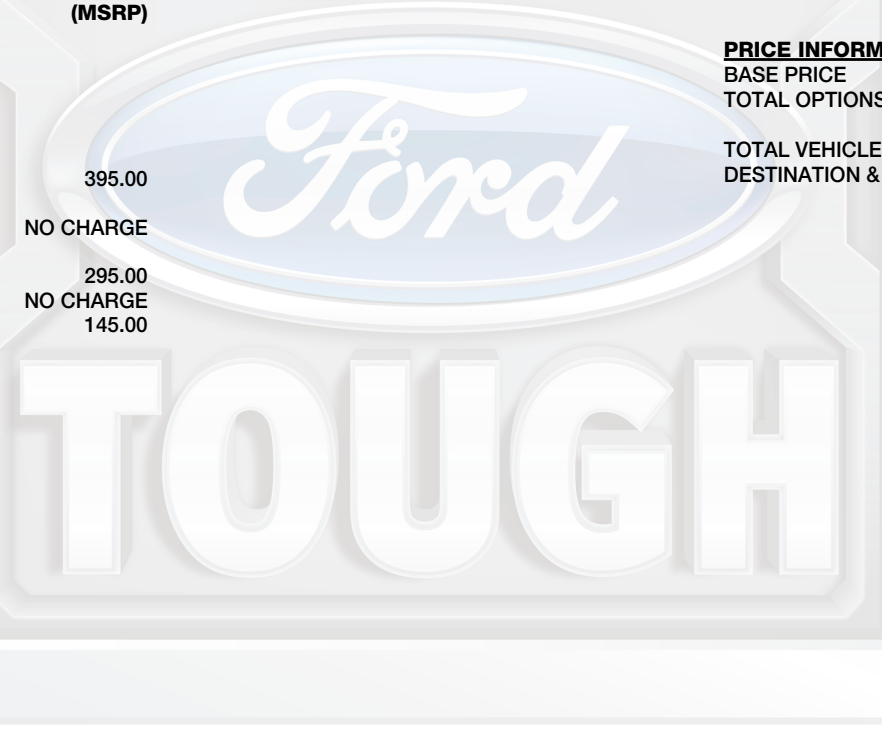 (MSRP)
395.00
NO CHARGE
295.00
NO CHARGE
145.00
PRICE INFORM
BASE PRICE
TOTAL OPTIONS
TOTAL VEHICLE
DESTINATION &
Ford
TOUGH